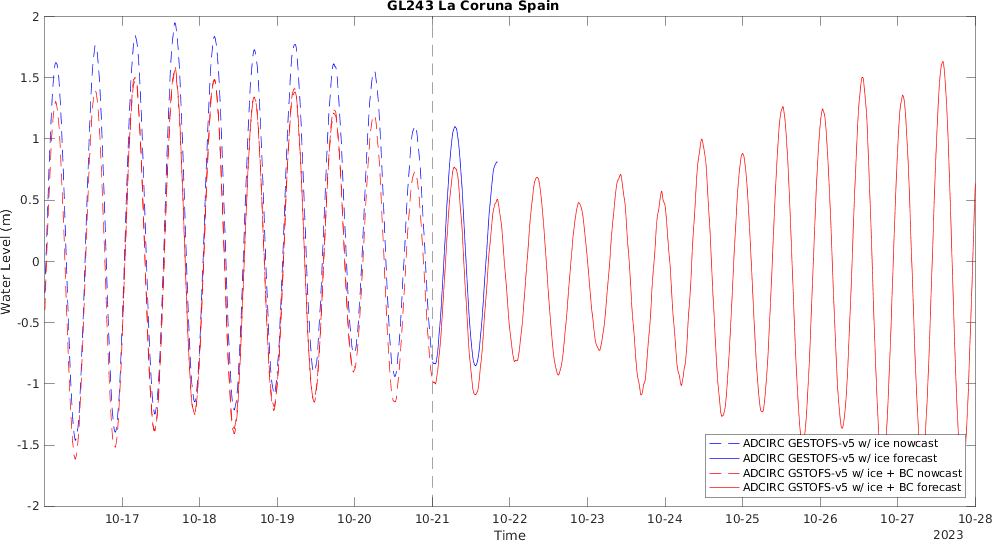 GL243 La Coruna Spain
2
1.5
1
0.5
0
-0.5
-1
-1.5
-2
Water Level (m)
ADCIRC GESTOFS-v5 w/ ice nowcast
ADCIRC GESTOFS-v5 w/ ice forecast
ADCIRC GSTOFS-v5 w/ ice + BC nowcast
ADCIRC GSTOFS-v5 w/ ice + BC forecast
10-17 10-18 10-19 10-20 10-21 10-22 10-23 10-24 10-25 10-26 10-27 10-28
Time
2023